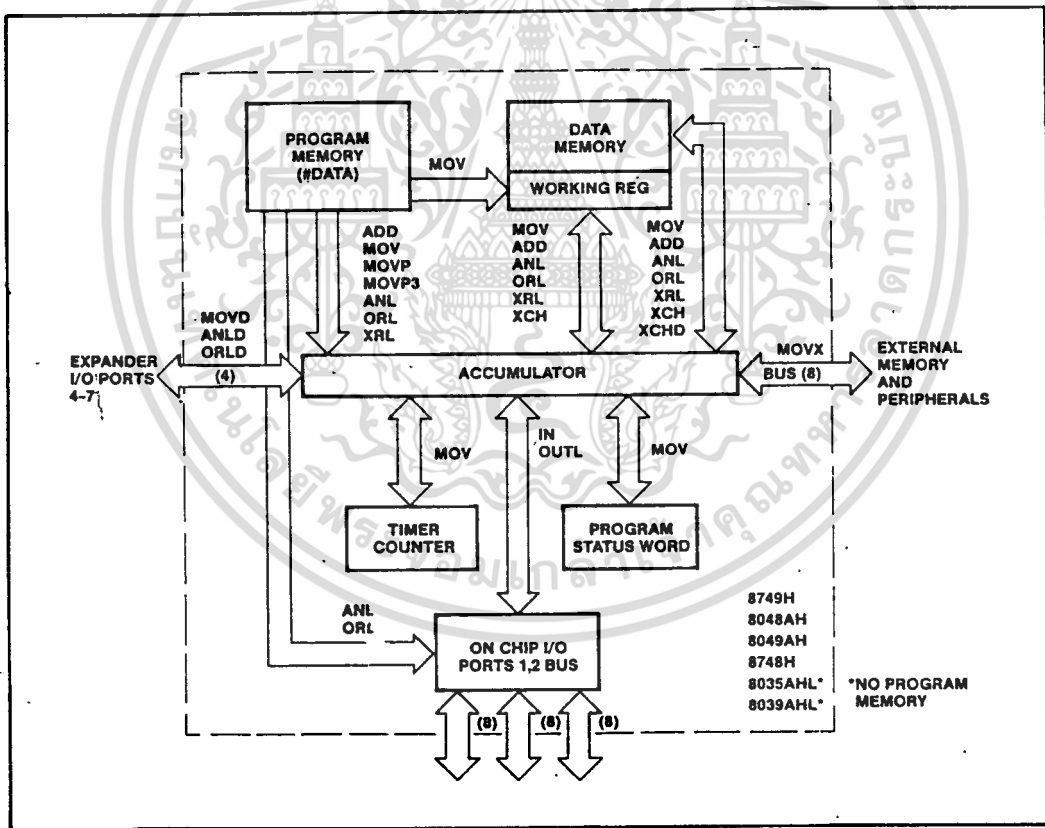 PROGRAM
MEMORY
(#DATA)
MOV
DATA
MEMORY
WORKING REG
ADD
MOV
MOVP
MOVP3
ANL
ORL
XRL
MOV
ADD
ANL
ORL
XRL
XCH
MOV
ADD
ANL
ORL
XRL
XCH
XCHD
MOVD
ANLD
ORLD
(4)
EXPANDER
I/O PORTS
4-7
ACCUMULATOR
MOVX
BUS (8)
EXTERNAL
MEMORY
AND
PERIPHERALS
MOV
IN
OUTL
MOV
TIMER
COUNTER
PROGRAM
STATUS WORD
ANL
ORL
ON CHIP I/O
PORTS 1,2 BUS
(8)
(8)
(8)
8749H
8048AH
8049AH
8748H
8035AHL*
8039AHL*
*NO PROGRAM
MEMORY